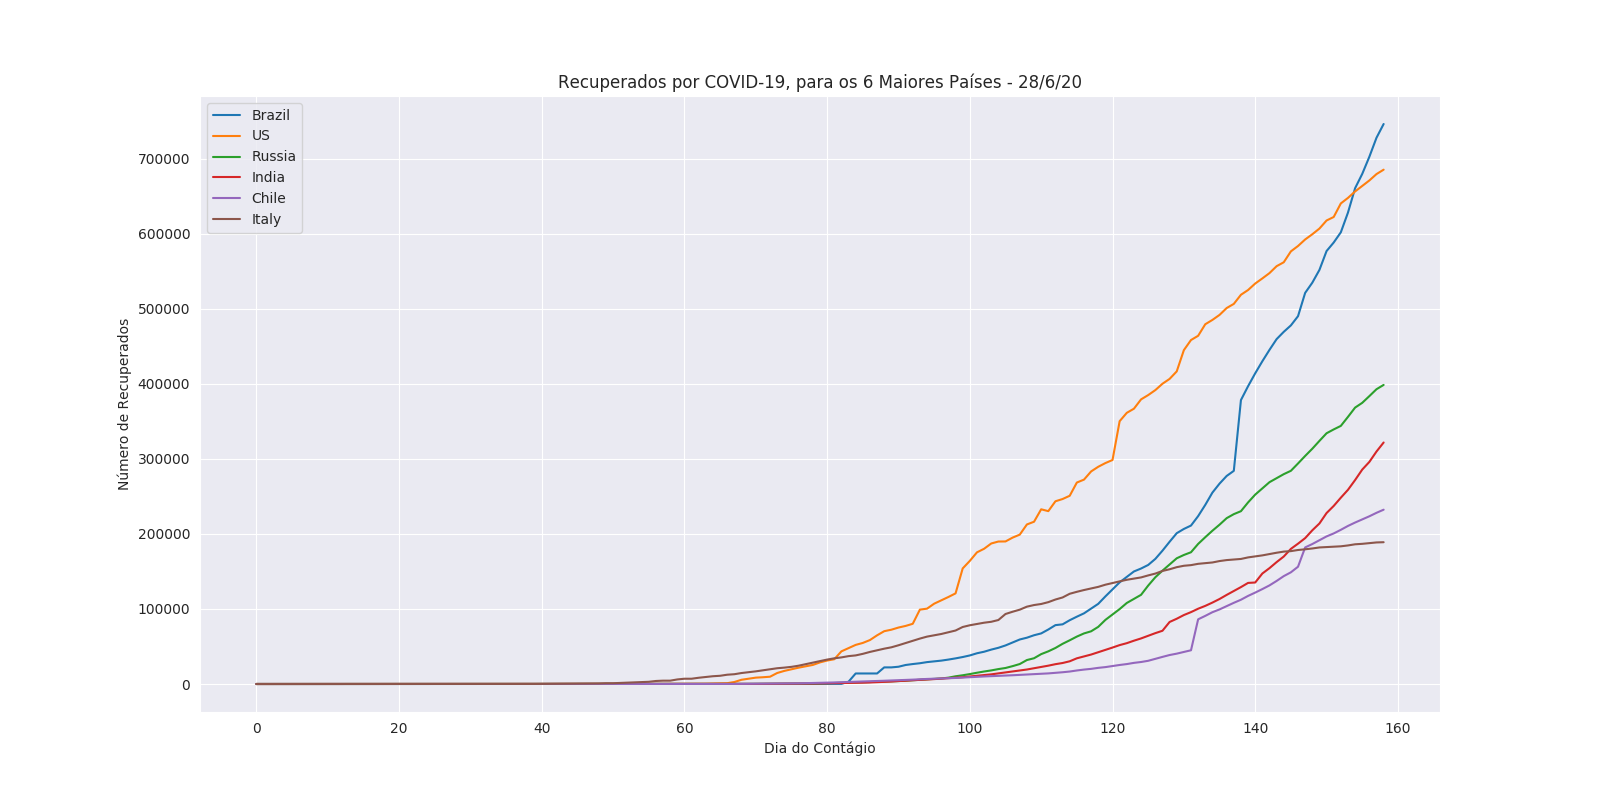 Recuperados por COVID-19, para os 6 Maiores Países - 28/6/20
Brazil
US
Russia
India
Chile
Italy
700000
600000
500000
400000
300000
200000
100000
0
Número de Recuperados
0 20 40 60 80 100 120 140 160
Dia do Contágio